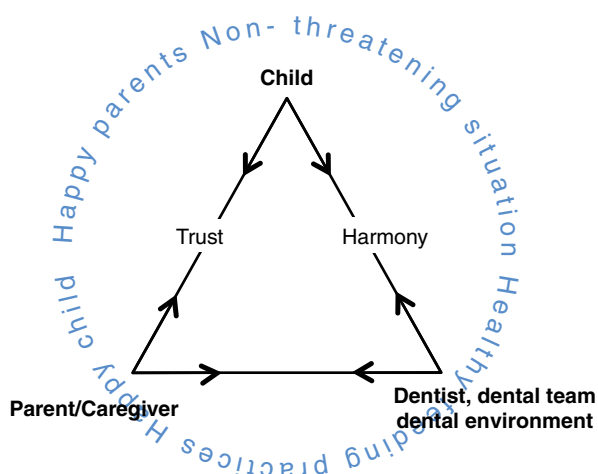 Happy parents Non- threatening situation Healthy feeding practices Happy child
Child
Trust
Harmony
Parent/Caregiver
Dentist, dental team
dental environment